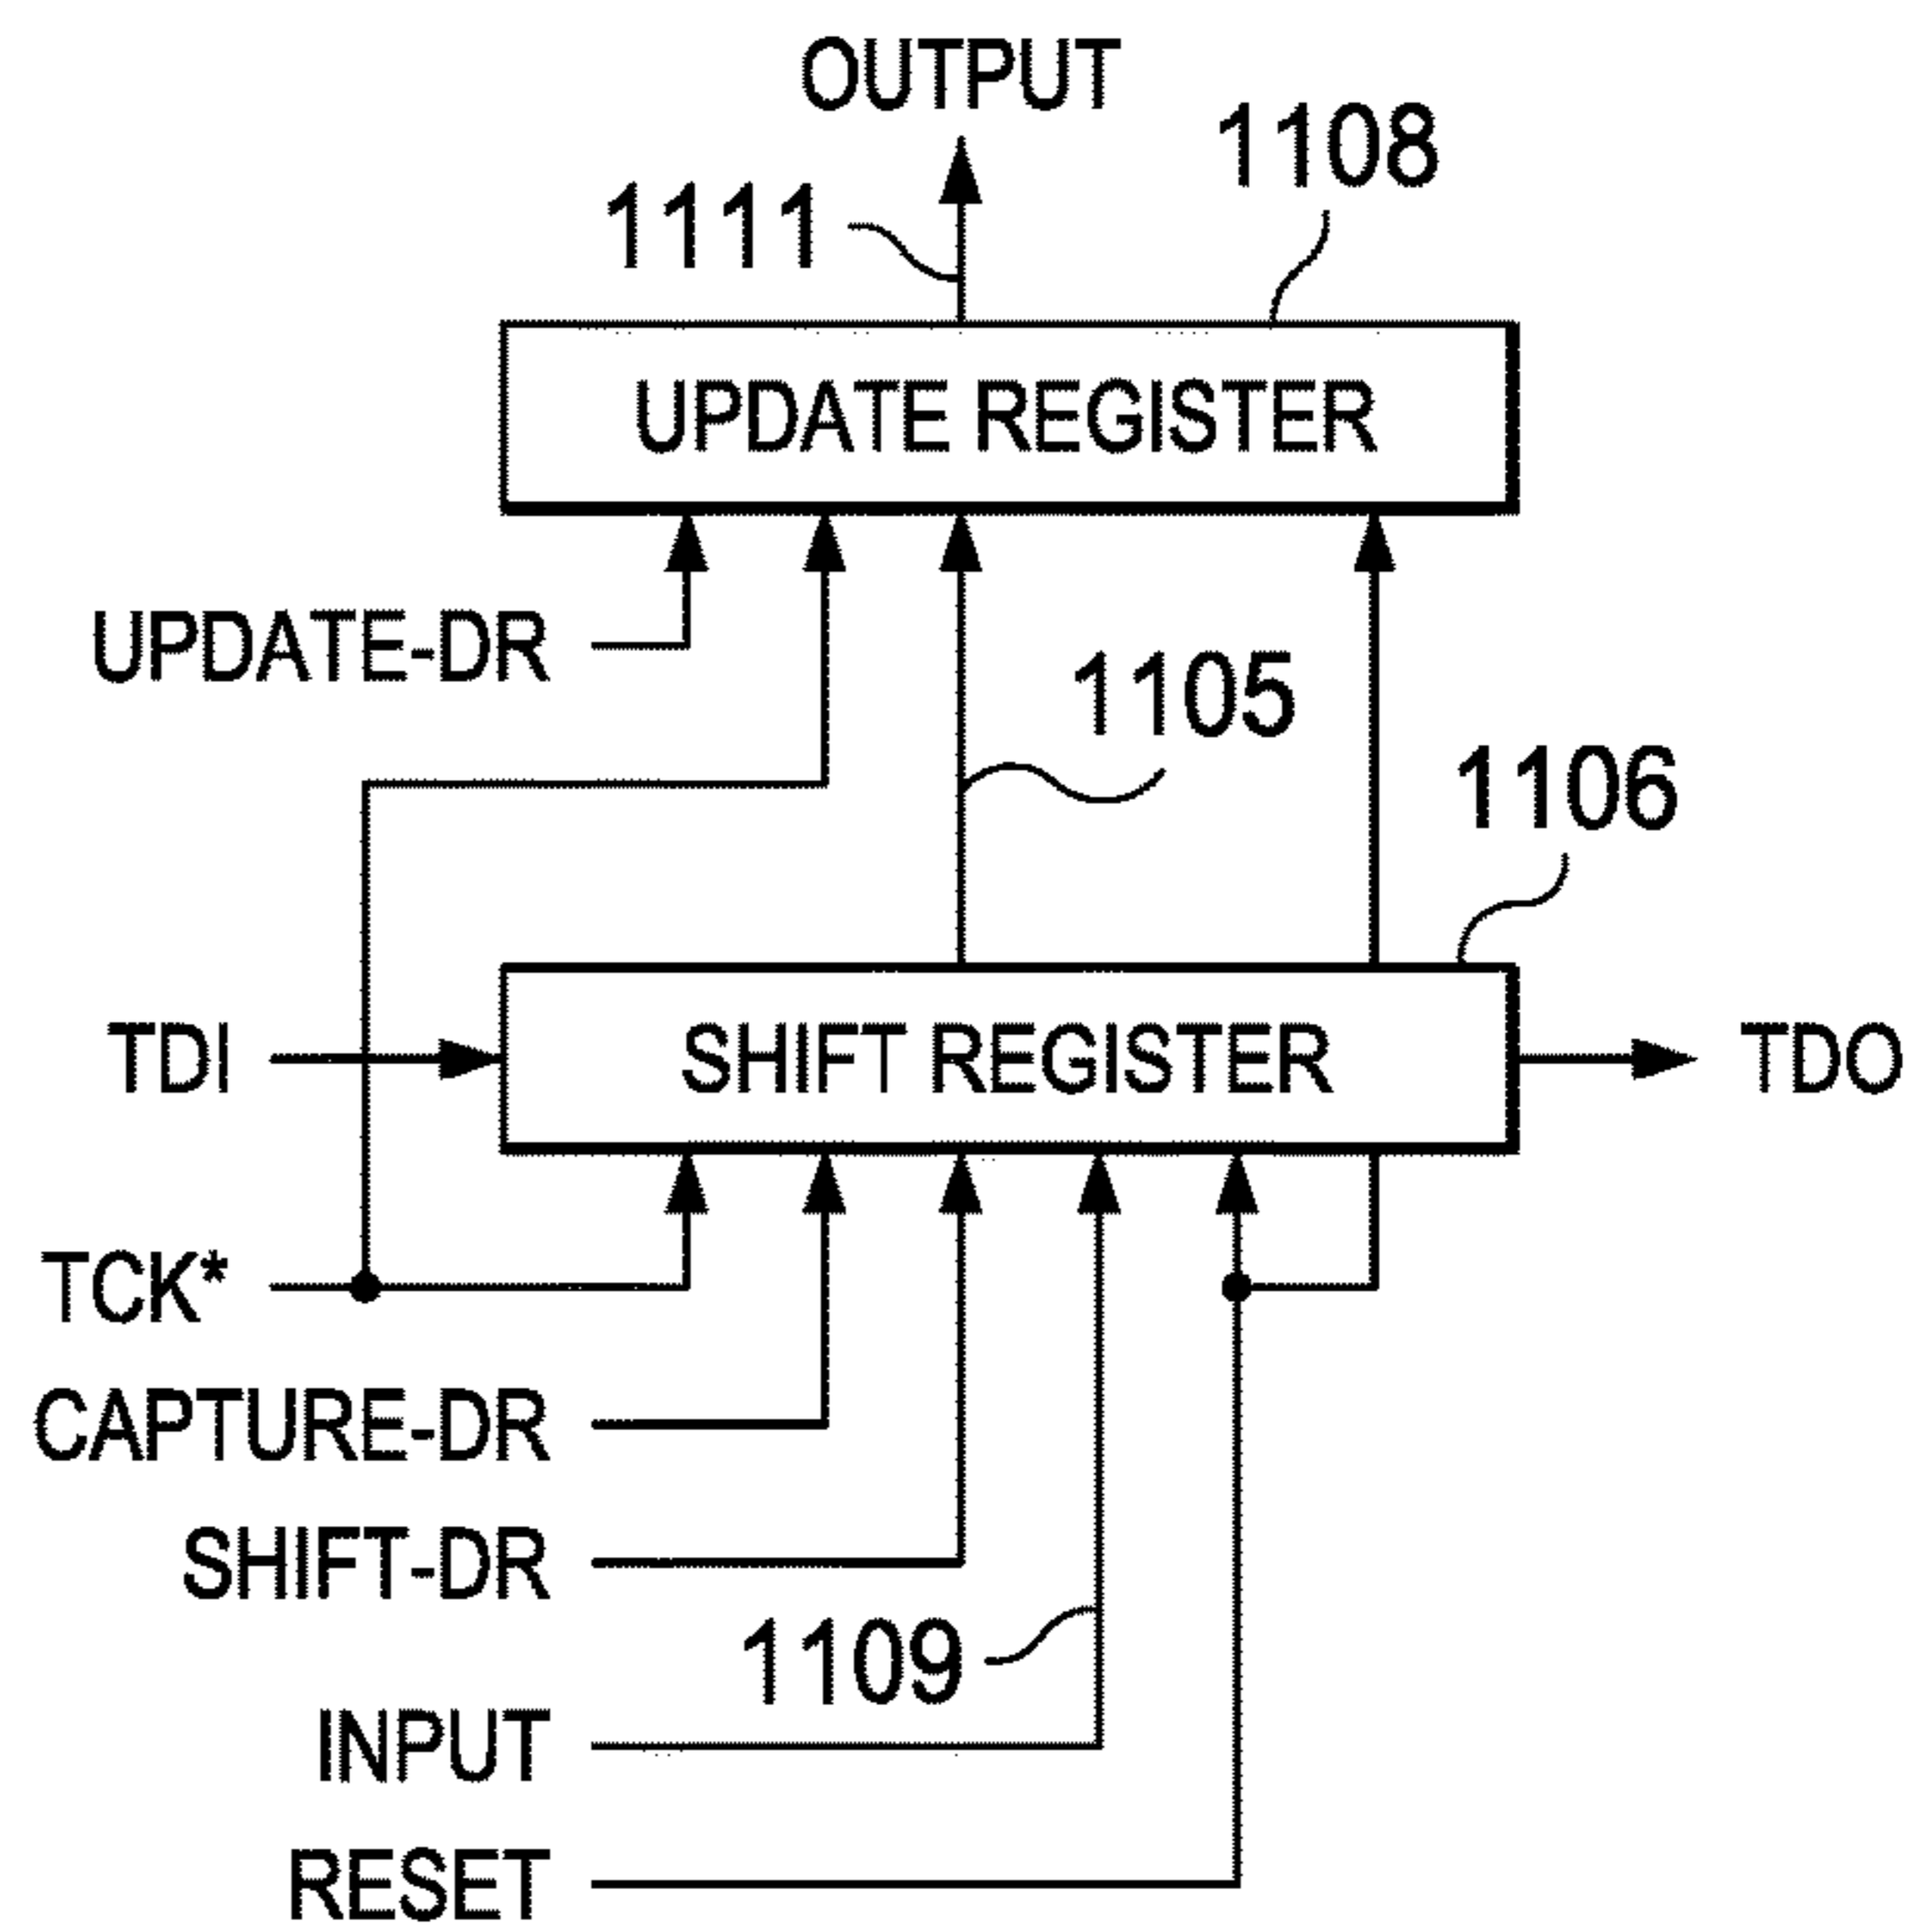 OUTPUT
1108
1111
UPDATE REGISTER
UPDATE-DR
1105
1106
TDI
SHIFT REGISTER
TDO
TCK*
CAPTURE-DR
SHIFT-DR
1109
INPUT
RESET